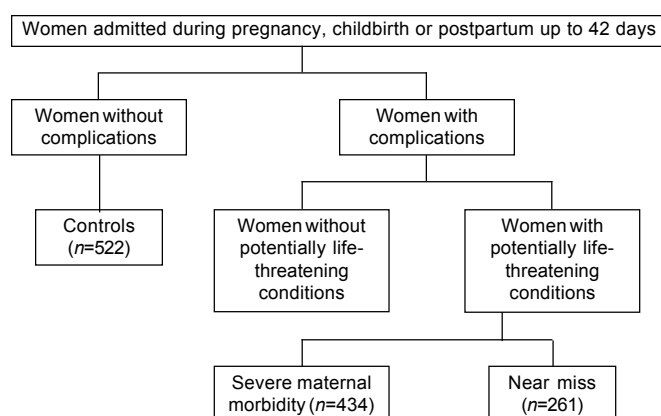 Women admitted during pregnancy, childbirth or postpartum up to 42 days
Women without
complications
Women with
complications
Controls
(n=522)
Women without
potentially life-
threatening
conditions
Women with
potentially life-
threatening
conditions
Severe maternal
morbidity (n=434)
Near miss
(n=261)